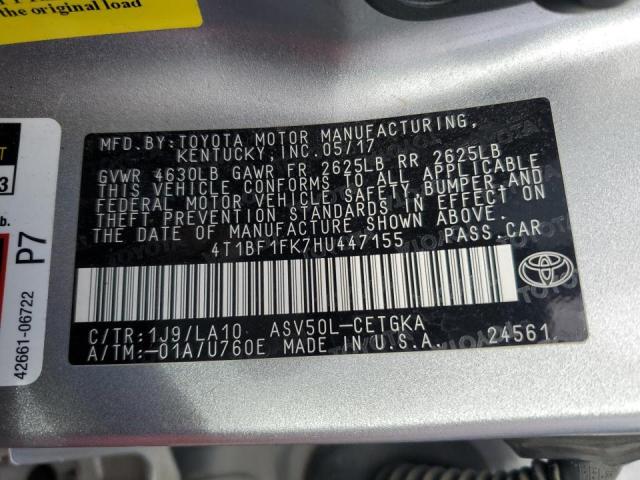 the original load
MFD.BY:TOYOTA MOTOR MANUFACTURING,
KENTUCKY,INC.05/17
GVWR 4630LB GAWR FR 2625LB RR 2625LB
THIS VEHICLE CONFORMS TO ALL APPLICABLE
FEDERAL MOTOR VEHICLE SAFETY,BUMPER,AND
THEFT PREVENTION STANDARDS IN EFFECT ON
THE DATE OF MANUFACTURE SHOWN ABOVE.
4T1BF1FK7HU447155 PASS.CAR
C/TR:1J9/LA10 ASV50L-CETGKA
A/TM:-01A/U760E MADE IN U.S.A. 24561
TOYOTA
3
b.
P7
42661-06722